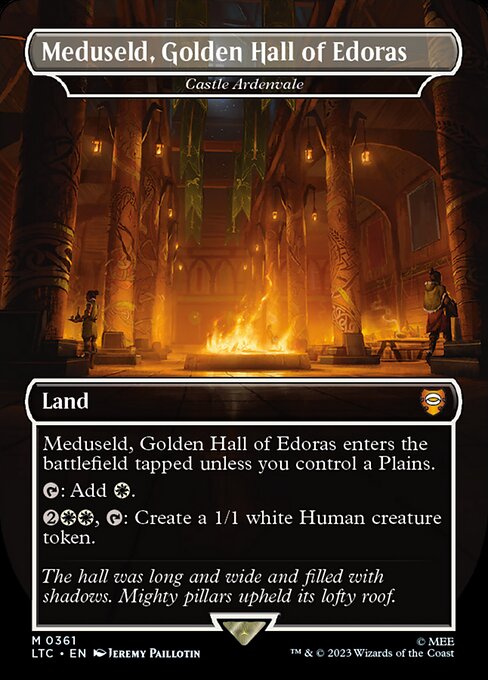 Meduseld, Golden Hall of Edoras
Castle Ardenvale
Land
Meduseld, Golden Hall of Edoras enters the
battlefield tapped unless you control a Plains.
: Add .
2, : Create a 1/1 white Human creature
token.
The hall was long and wide and filled with
shadows. Mighty pillars upheld its lofty roof.
M 0361
LTC • EN JEREMY PAILLOTIN
© MEE
™ & © 2023 Wizards of the Coast